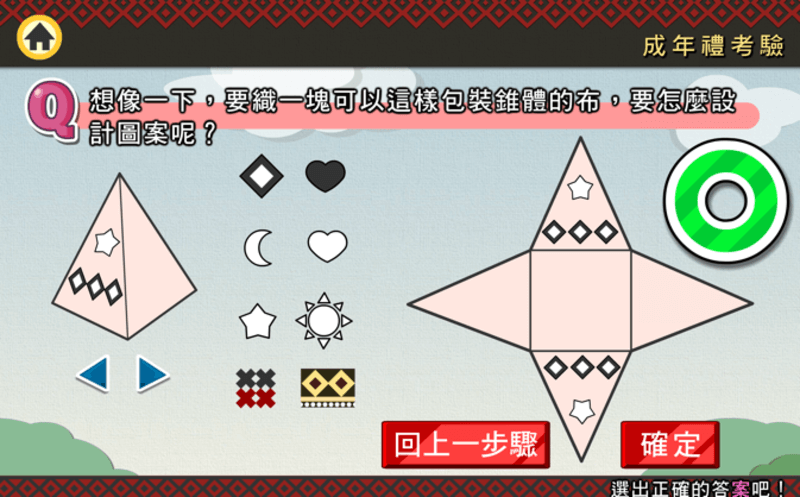 成年禮考驗
Q 想像一下，要織一塊可以這樣包裝錐體的布，要怎麼設
計圖案呢？
回上一步驟
確定
選出正確的答案吧！